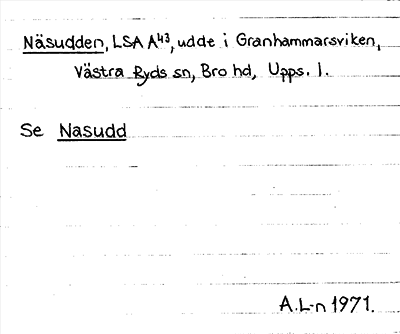 Näsudden, LSA A⁴³, udde i Granhammarsviken,
Västra Ryds sn, Bro hd, Upps. l.
Se Nasudd
A.L-n 1971.